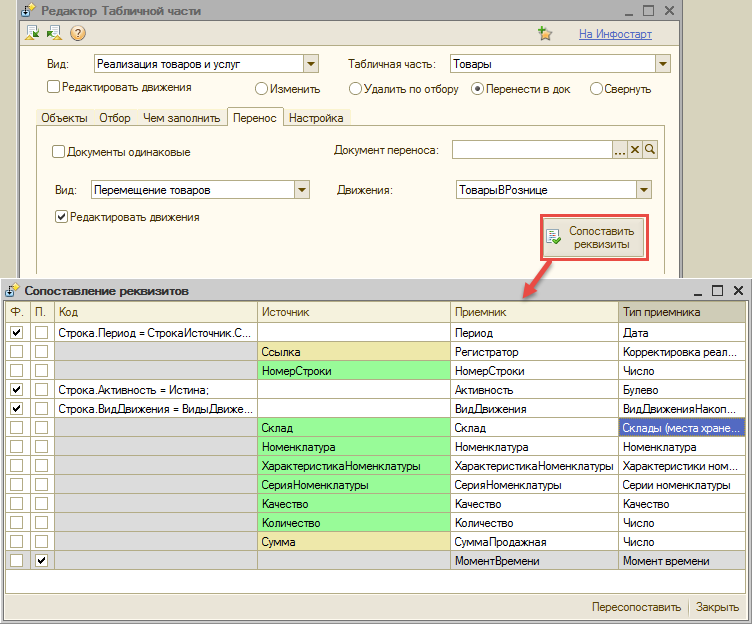 Редактор Табличной части
На Инфостарт
Вид: Реализация товаров и услуг Табличная часть: Товары
Редактировать движения Изменить Удалить по отбору Перенести в док Свернуть
Объекты Отбор Чем заполнить Перенос Настройка
Документы одинаковые Документ переноса:
Вид: Перемещение товаров Движения: ТоварыВРознице
Редактировать движения
Сопоставить
реквизиты
Сопоставление реквизитов
Ф. П. Код Источник Приемник Тип приемника
Строка.Период = СтрокаИсточник.С... Период Дата
Ссылка Регистратор Корректировка реал...
НомерСтроки НомерСтроки Число
Строка.Активность = Истина; Активность Булево
Строка.ВидДвижения = ВидыДвиже... ВидДвижения ВидДвиженияНакоп...
Склад Склад Склады (места хране...
Номенклатура Номенклатура Номенклатура
ХарактеристикаНоменклатуры ХарактеристикаНоменклатуры Характеристики ном...
СерияНоменклатуры СерияНоменклатуры Серии номенклатуры
Качество Качество Качество
Количество Количество Число
Сумма СуммаПродажная Число
МоментВремени Момент времени
Пересопоставить Закрыть